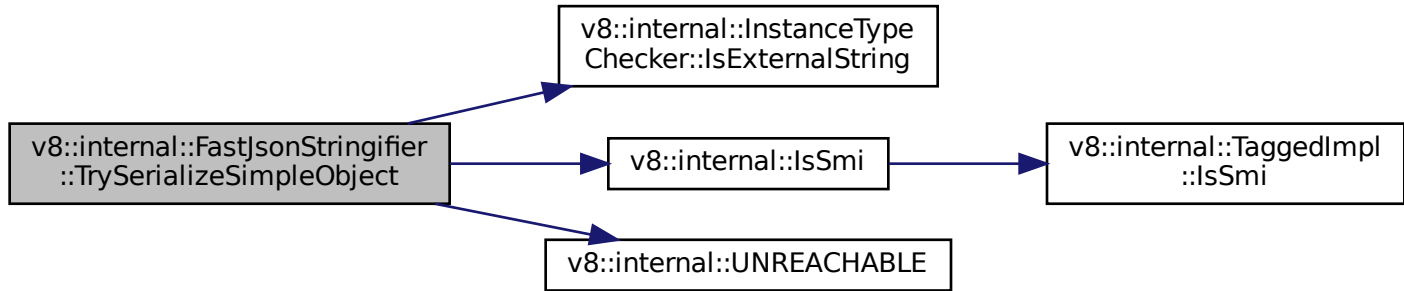 v8::internal::InstanceType
Checker::IsExternalString
v8::internal::FastJsonStringifier
::TrySerializeSimpleObject
v8::internal::IsSmi
v8::internal::TaggedImpl
::IsSmi
v8::internal::UNREACHABLE